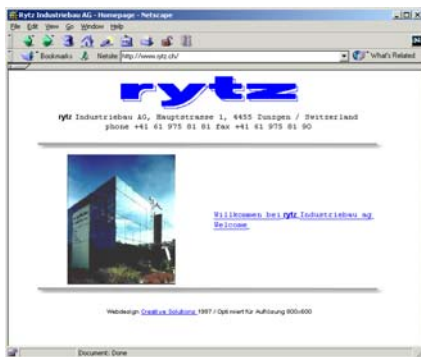 Rytz Industriebau AG - Homepage - Netscape
File Edit View Go Window Help
Bookmarks Netsite: http://www.rytz.ch/ What's Related
rytz
rytz Industriebau AG, Hauptstrasse 1, 4455 Zunzgen / Switzerland
phone +41 61 975 81 81 fax +41 61 975 81 90
Willkommen bei rytz Industriebau ag
Welcome
Webdesign Creative Solutions 1997 / Optimiert für Auflösung 800x600
Document: Done